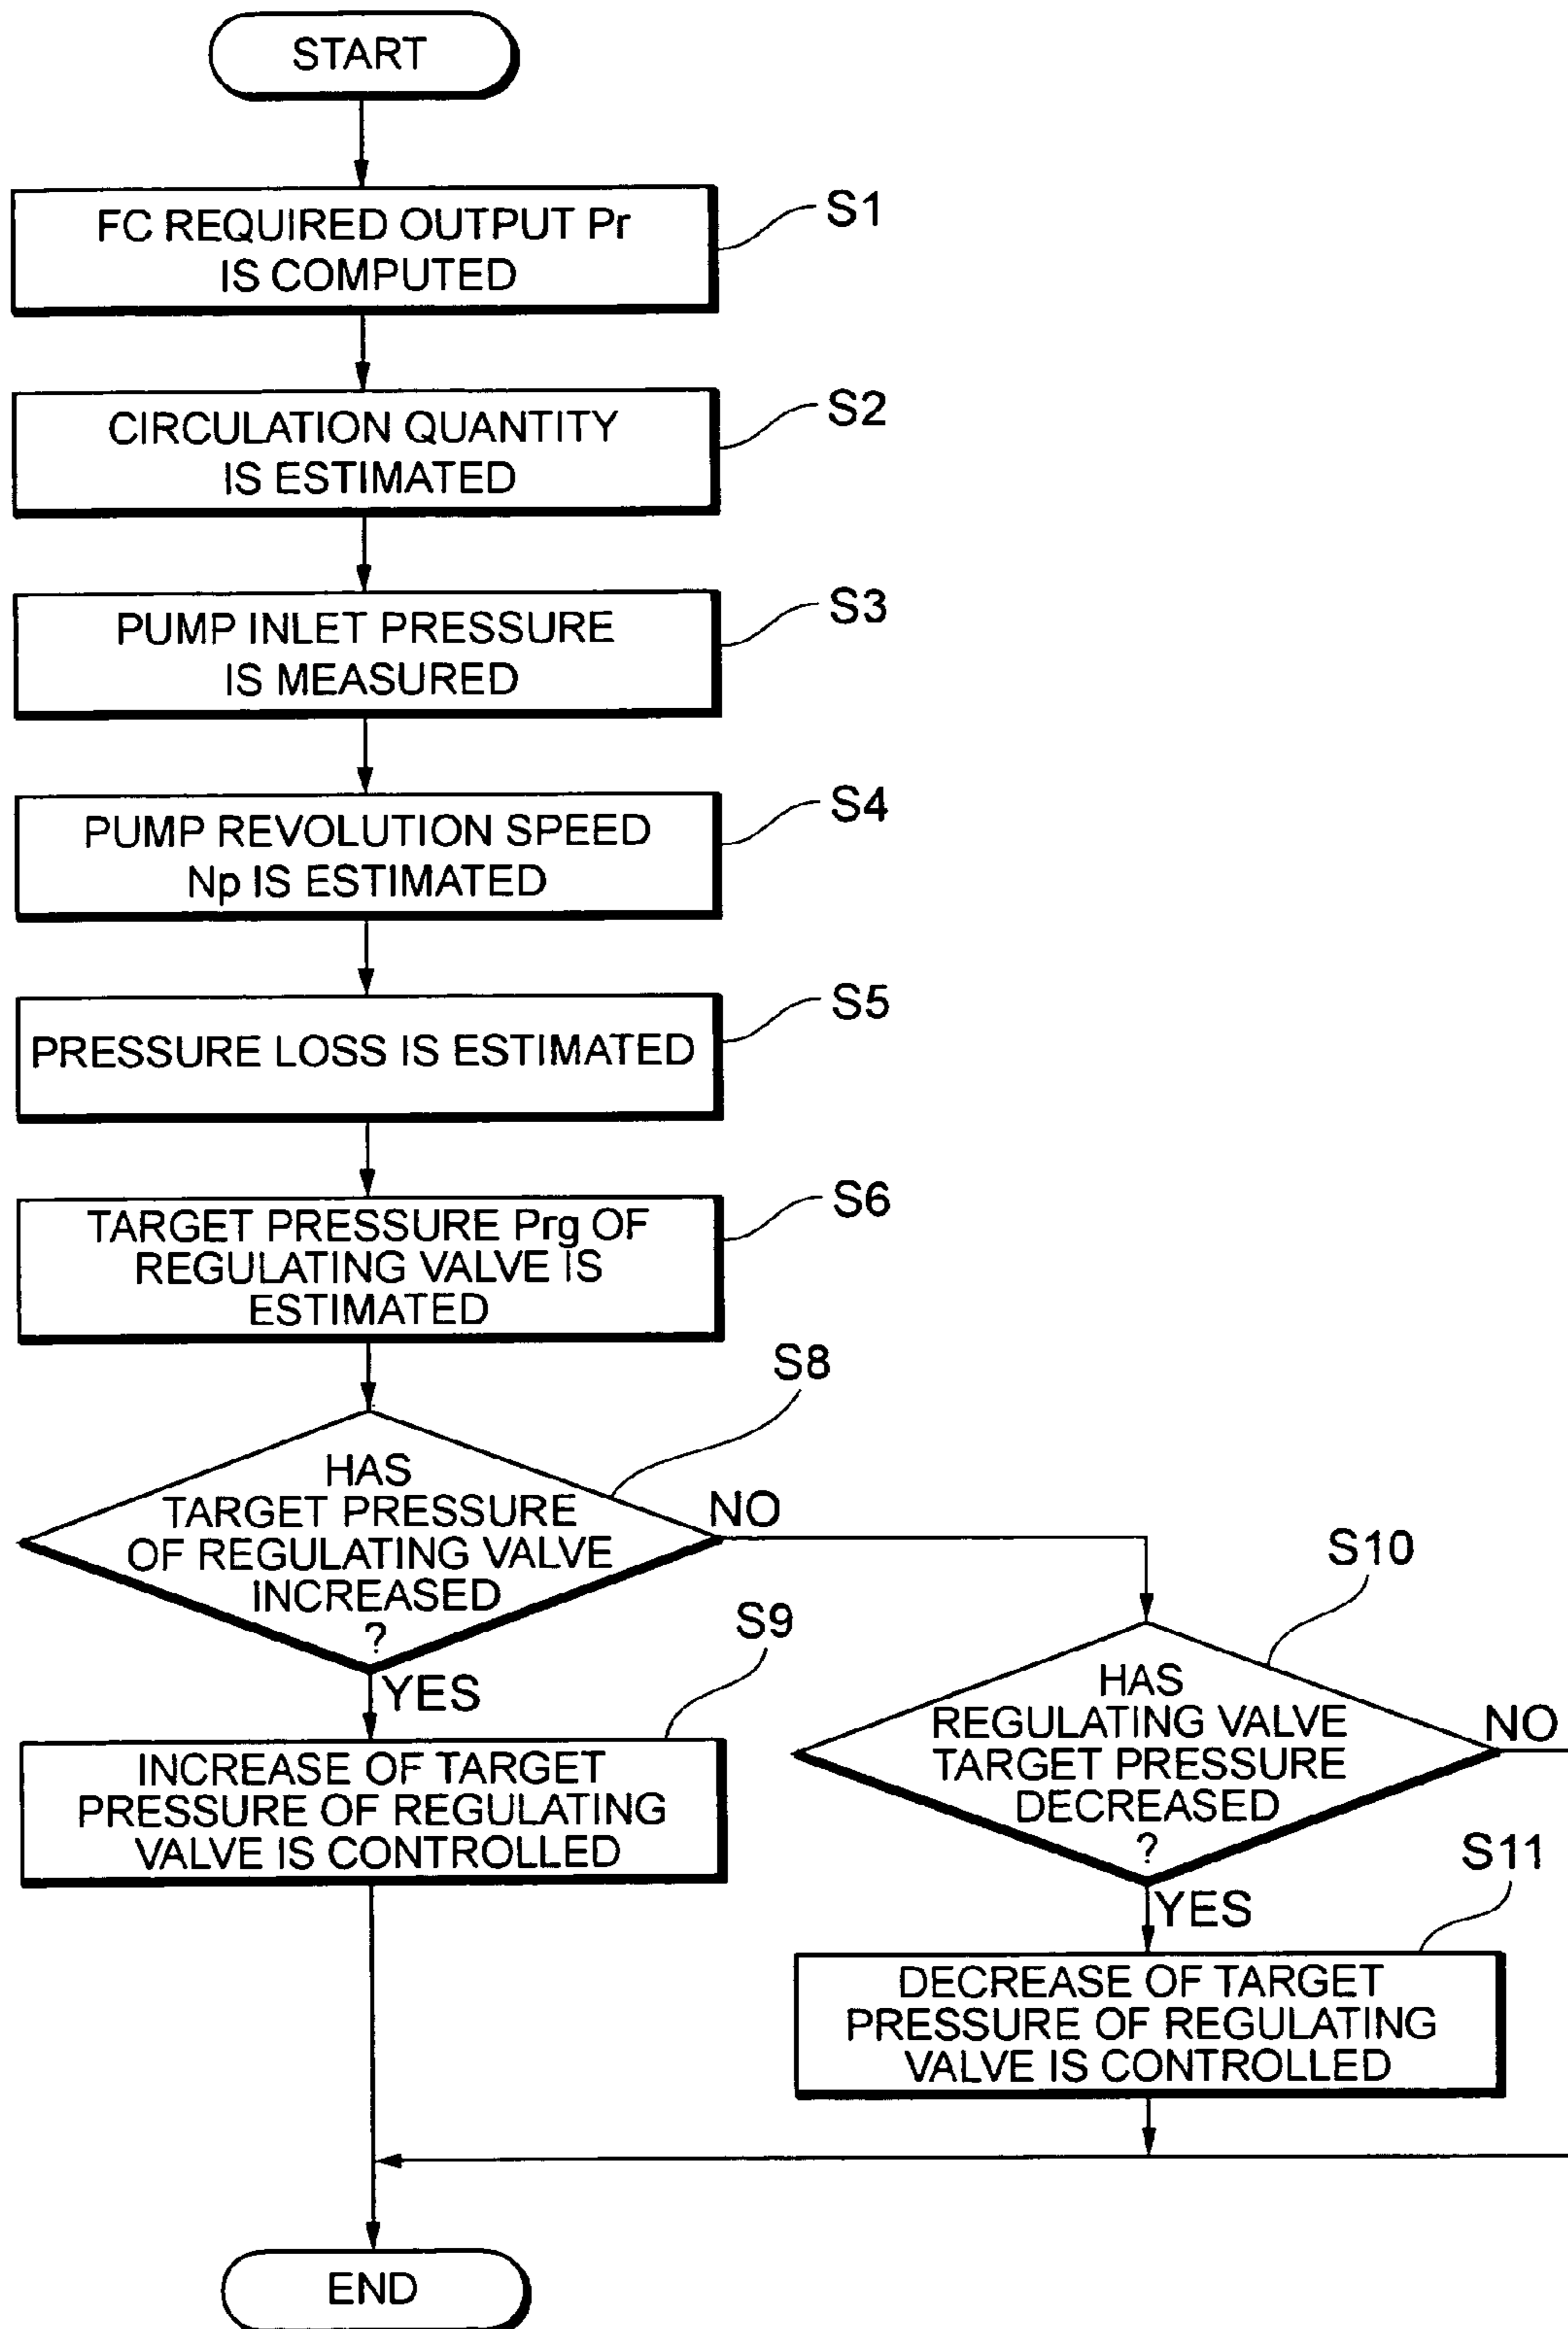 START
FC REQUIRED OUTPUT Pr
IS COMPUTED
S1
CIRCULATION QUANTITY
IS ESTIMATED
S2
PUMP INLET PRESSURE
IS MEASURED
S3
PUMP REVOLUTION SPEED
Np IS ESTIMATED
S4
PRESSURE LOSS IS ESTIMATED
S5
TARGET PRESSURE Prg OF
REGULATING VALVE IS
ESTIMATED
S6
HAS
TARGET PRESSURE
OF REGULATING VALVE
INCREASED
?
S8
NO
YES
INCREASE OF TARGET
PRESSURE OF REGULATING
VALVE IS CONTROLLED
S9
HAS
REGULATING VALVE
TARGET PRESSURE
DECREASED
?
S10
NO
YES
DECREASE OF TARGET
PRESSURE OF REGULATING
VALVE IS CONTROLLED
S11
END